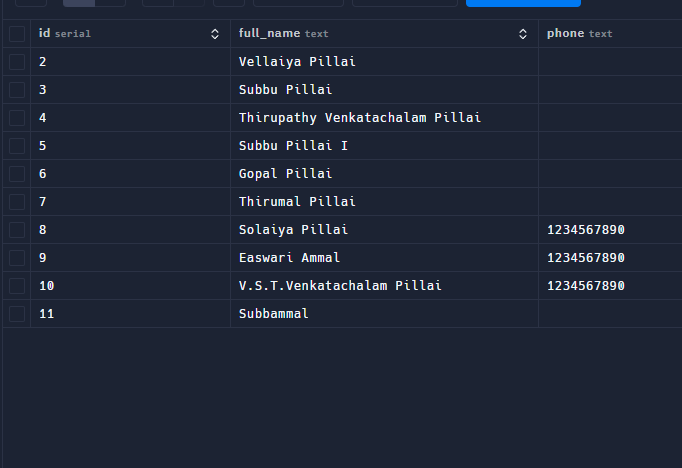 id serial full_name text phone text
2 Vellaiya Pillai
3 Subbu Pillai
4 Thirupathy Venkatachalam Pillai
5 Subbu Pillai I
6 Gopal Pillai
7 Thirumal Pillai
8 Solaiya Pillai 1234567890
9 Easwari Ammal 1234567890
10 V.S.T.Venkatachalam Pillai 1234567890
11 Subbammal